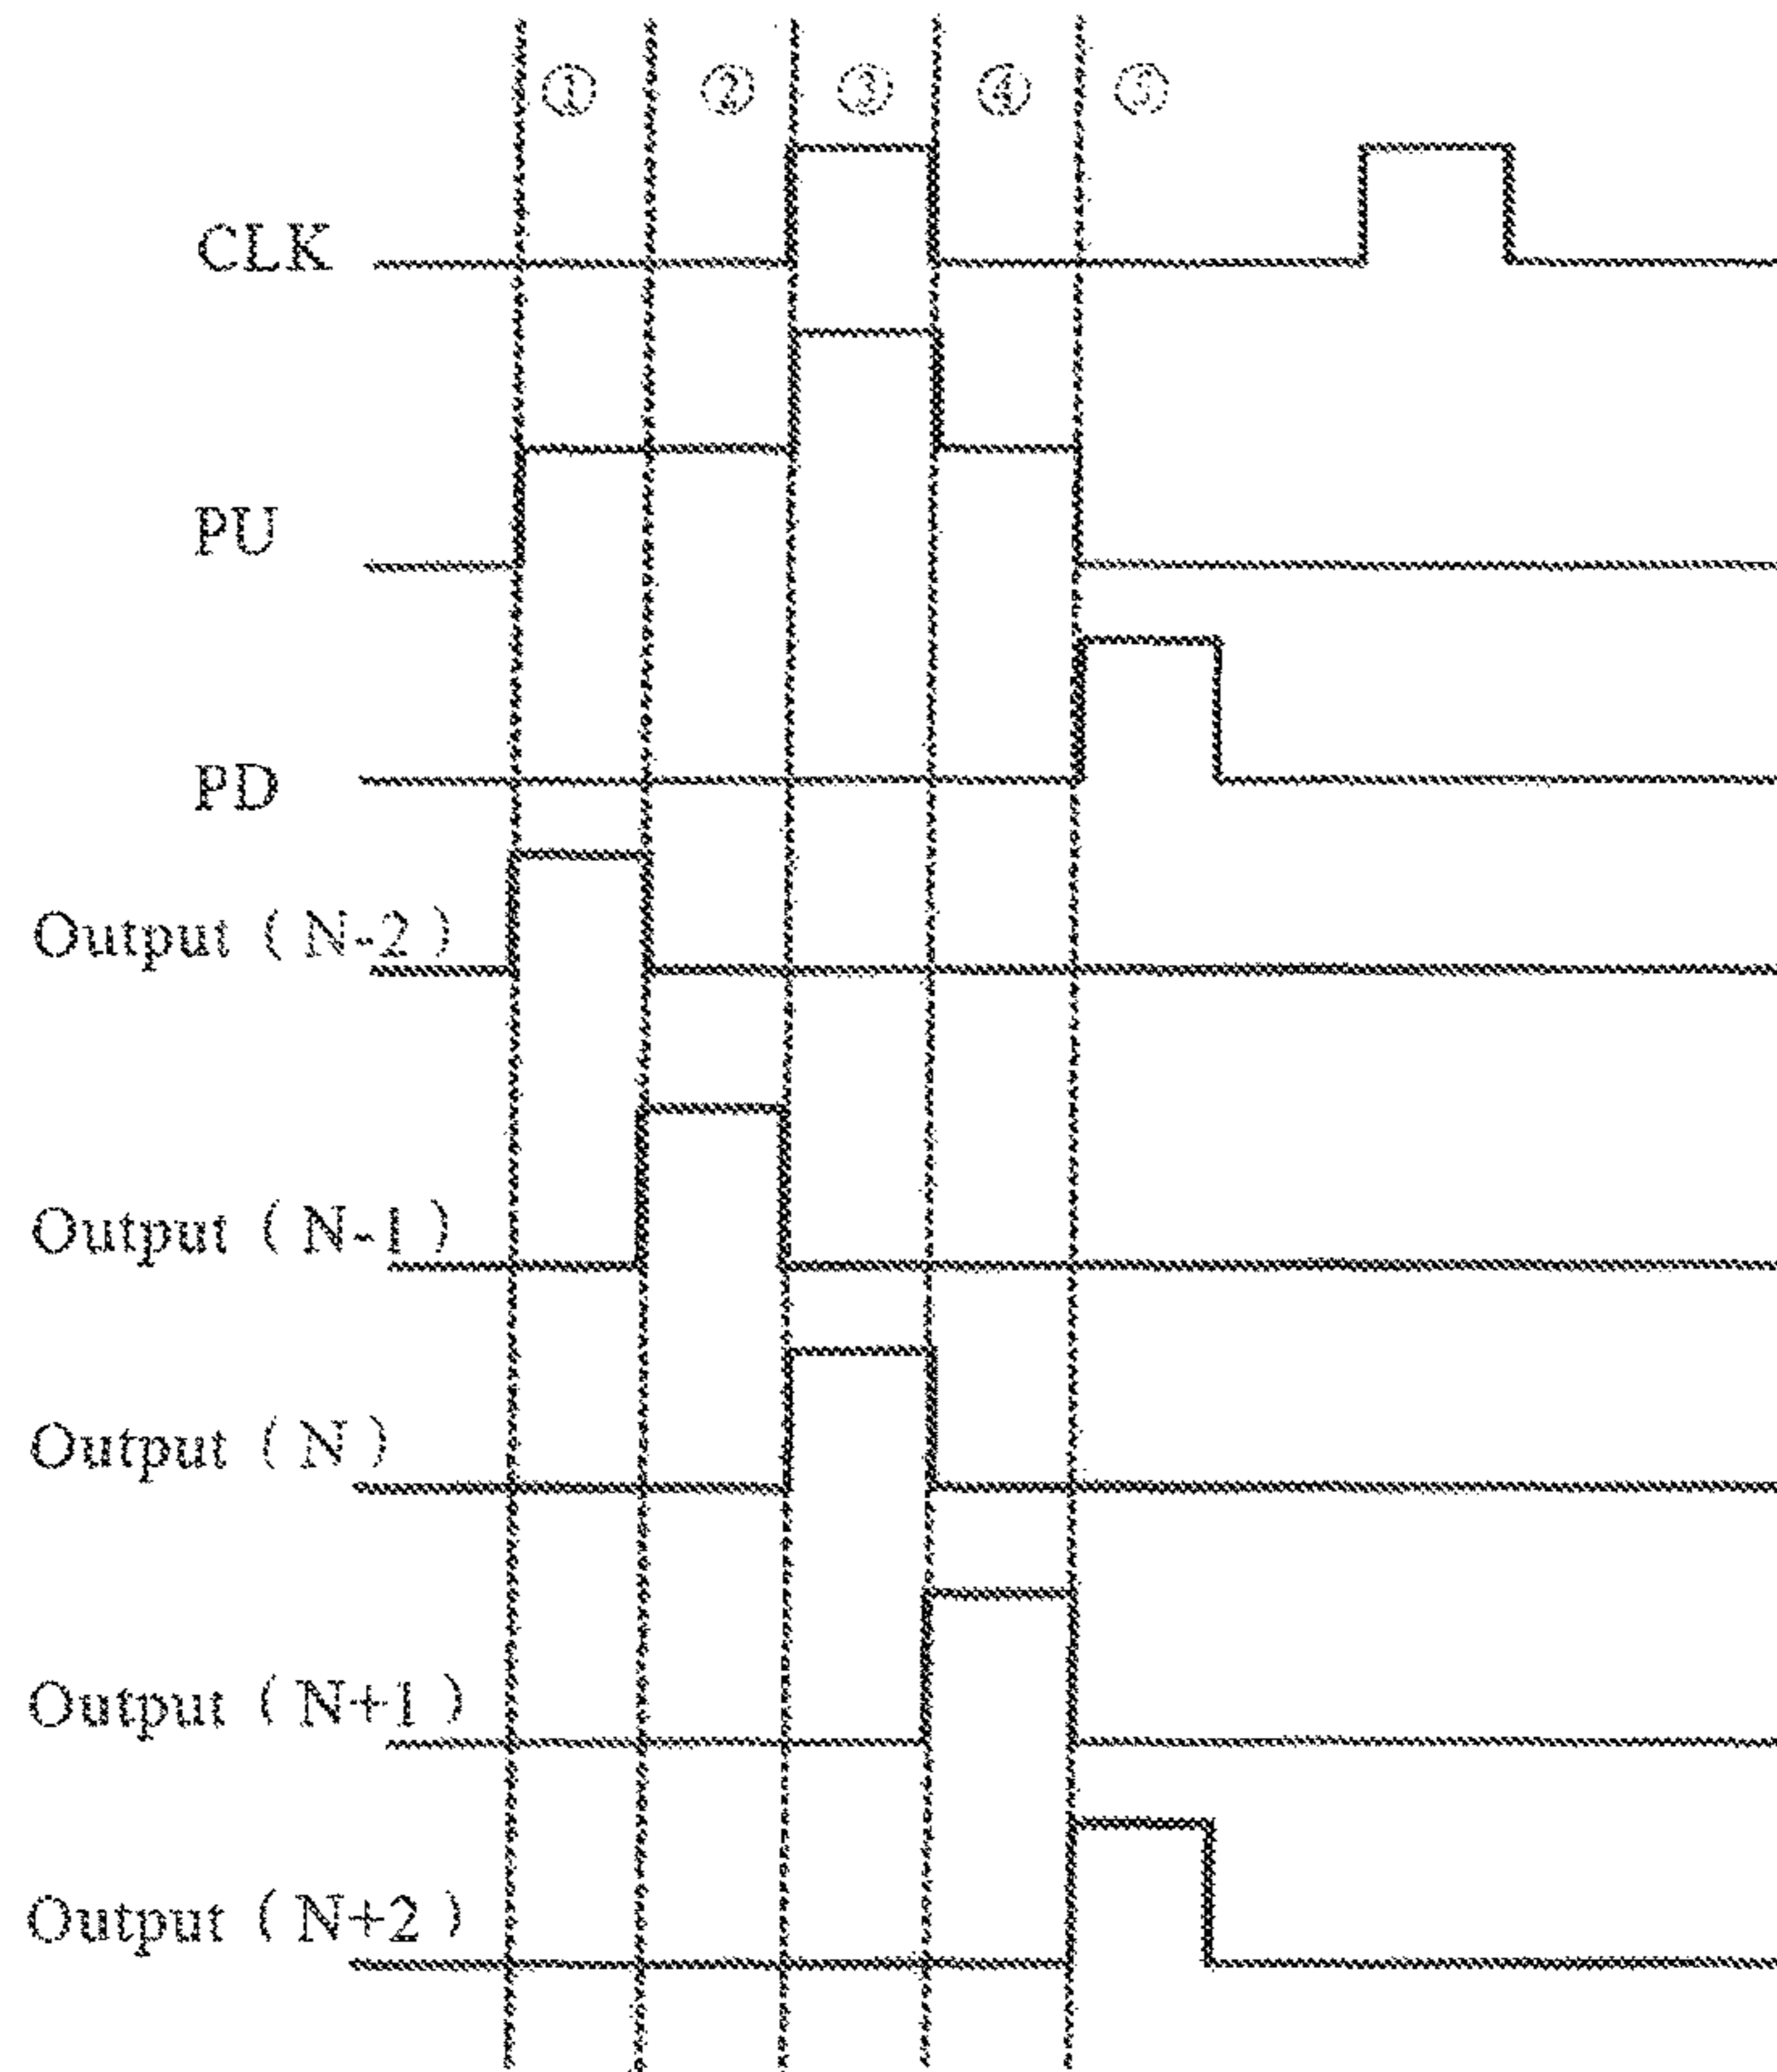 ① ② ③ ④ ⑤
CLK
PU
PD
Output ( N-2 )
Output ( N-1 )
Output ( N )
Output ( N+1 )
Output ( N+2 )